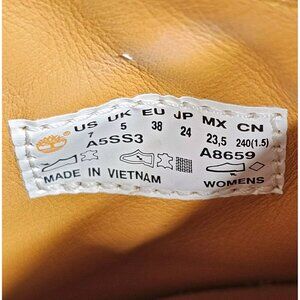 US UK EU JP MX CN
7 5 38 24 23,5 240(1.5)
A5SS3 A8659
MADE IN VIETNAM WOMENS